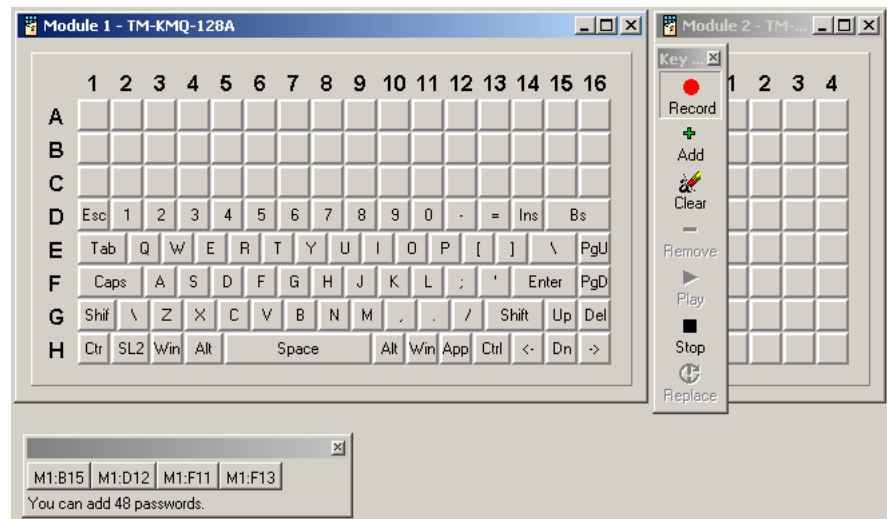 Module 1 - TM-KMQ-128A
Module 2 - TM-...
Key ...
1 2 3 4 5 6 7 8 9 10 11 12 13 14 15 16
1 2 3 4
A
B
C
D Esc 1 2 3 4 5 6 7 8 9 0 - = Ins Bs
E Tab Q W E R T Y U I O P [ ] \ PgU
F Caps A S D F G H J K L ; ' Enter PgD
G Shif \ Z X C V B N M , . / Shift Up Del
H Ctr SL2 Win Alt Space Alt Win App Ctrl <- Dn ->
Record
Add
Clear
Remove
Play
Stop
Replace
M1:B15 M1:D12 M1:F11 M1:F13
You can add 48 passwords.